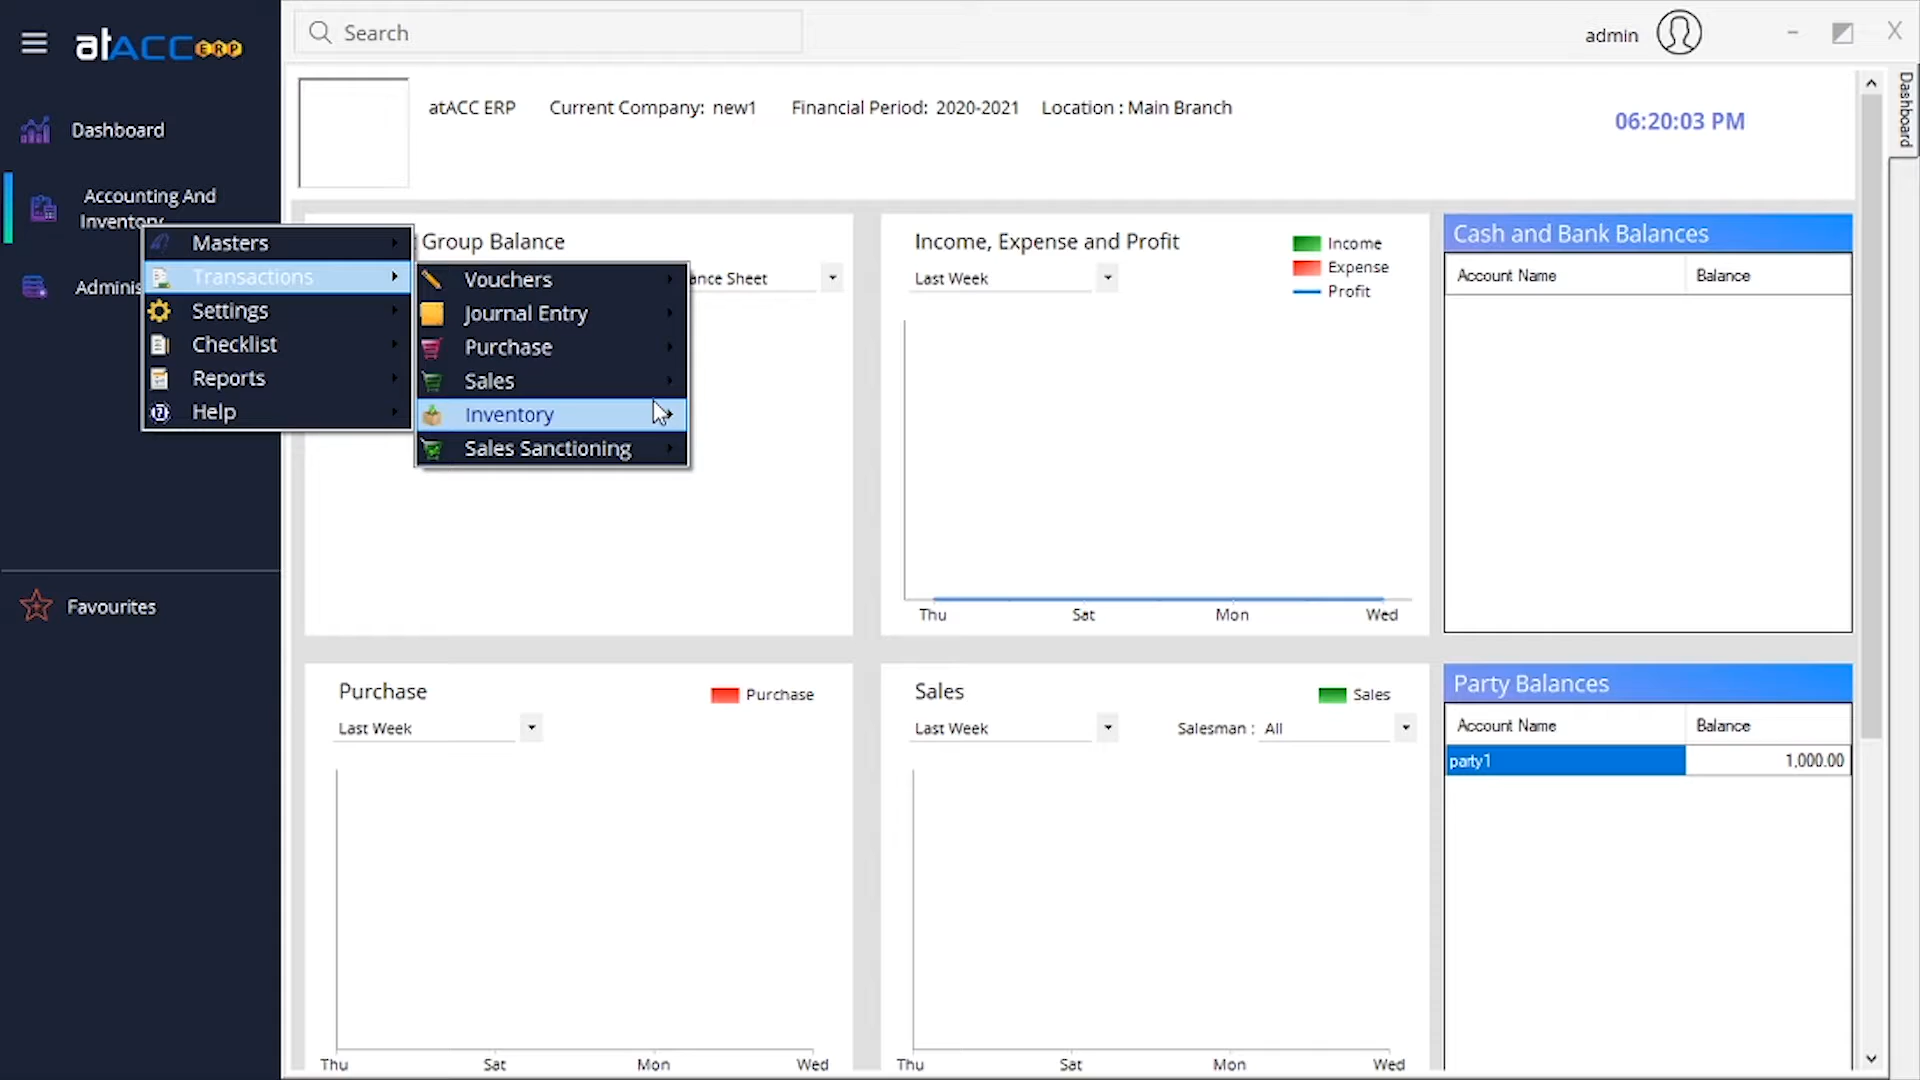 atACC ERP
Search
admin
X
Dashboard
atACC ERP Current Company: new1 Financial Period: 2020-2021 Location : Main Branch
06:20:03 PM
Dashboard
Accounting And
Inventory
Masters
Transactions
Settings
Checklist
Reports
Help
Vouchers
Journal Entry
Purchase
Sales
Inventory
Sales Sanctioning
Favourites
Group Balance
Sheet
Income, Expense and Profit
Last Week
Income
Expense
Profit
Thu Sat Mon Wed
Cash and Bank Balances
Account Name Balance
Purchase
Last Week
Purchase
Thu Sat Mon Wed
Sales
Last Week
Salesman : All
Sales
Thu Sat Mon Wed
Party Balances
Account Name Balance
party1 1,000.00